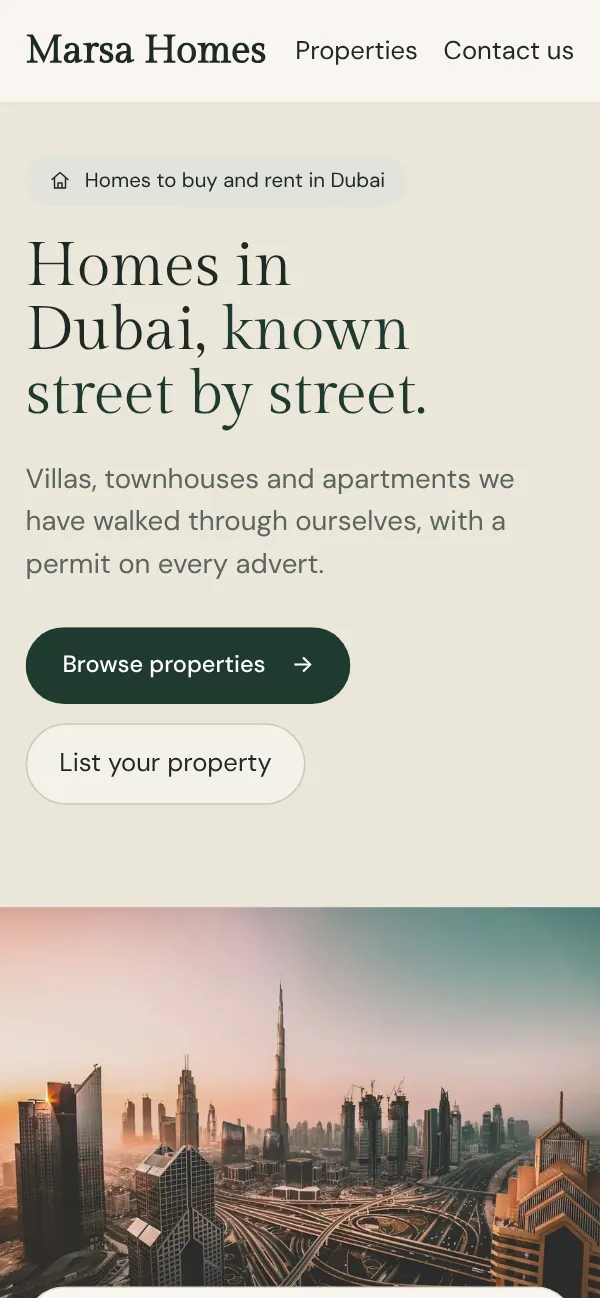 Marsa Homes Properties Contact us
Homes to buy and rent in Dubai
Homes in
Dubai, known
street by street.
Villas, townhouses and apartments we
have walked through ourselves, with a
permit on every advert.
Browse properties →
List your property